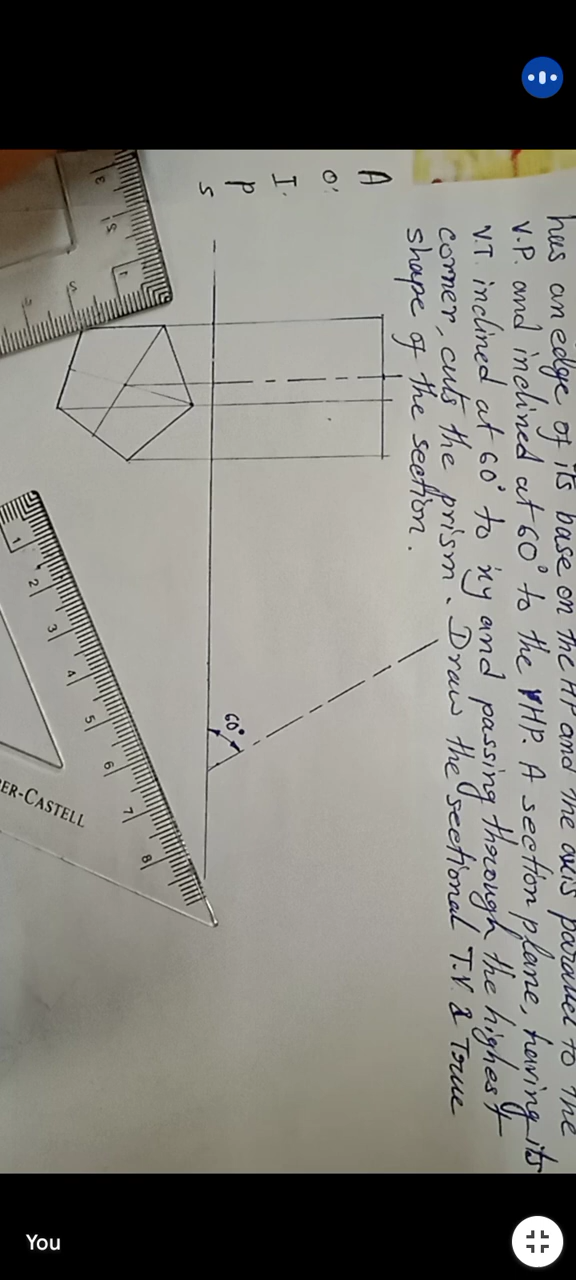 has an edge of its base on the HP and the axis parallel to the
V.P. and inclined at 60° to the HP. A section plane, having its
V.T. inclined at 60° to xy and passing through the highest
corner, cuts the prism. Draw the sectional T.V. & True
shape of the section.
A
O:
I.
P
S
60°
1 2 3 4 5 6 7 8
ER-CASTELL
You